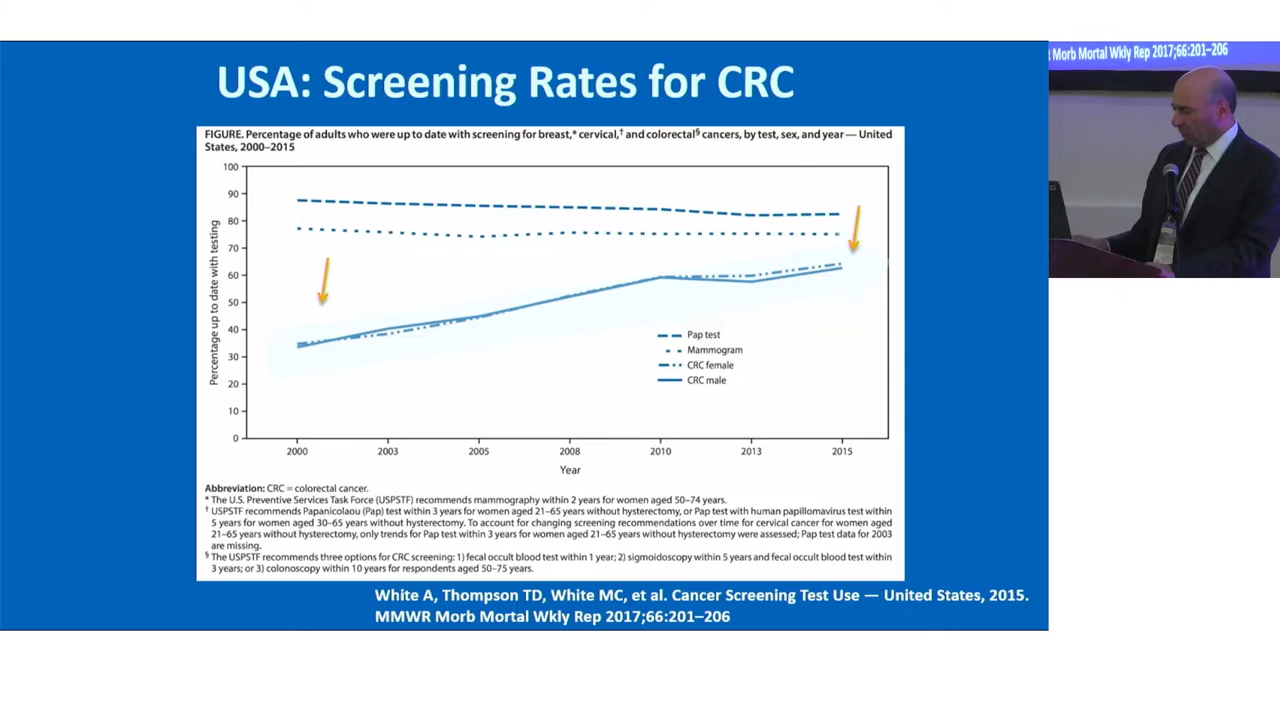 USA: Screening Rates for CRC
FIGURE. Percentage of adults who were up to date with screening for breast,* cervical,† and colorectal§ cancers, by test, sex, and year — United
States, 2000–2015
100
90
80
70
60
50
40
30
20
10
0
Percentage up to date with testing
Pap test
Mammogram
CRC female
CRC male
2000
2003
2005
2008
2010
2013
2015
Year
Abbreviation: CRC = colorectal cancer.
* The U.S. Preventive Services Task Force (USPSTF) recommends mammography within 2 years for women aged 50–74 years.
† USPSTF recommends Papanicolaou (Pap) test within 3 years for women aged 21–65 years without hysterectomy, or Pap test with human papillomavirus test within
5 years for women aged 30–65 years without hysterectomy. To account for changing screening recommendations over time for cervical cancer for women aged
21–65 years without hysterectomy, only trends for Pap test within 3 years for women aged 21–65 years without hysterectomy were assessed; Pap test data for 2003
are missing.
§ The USPSTF recommends three options for CRC screening: 1) fecal occult blood test within 1 year; 2) sigmoidoscopy within 5 years and fecal occult blood test within
3 years; or 3) colonoscopy within 10 years for respondents aged 50–75 years.
White A, Thompson TD, White MC, et al. Cancer Screening Test Use — United States, 2015.
MMWR Morb Mortal Wkly Rep 2017;66:201–206
Morb Mortal Wkly Rep 2017;66:201–206